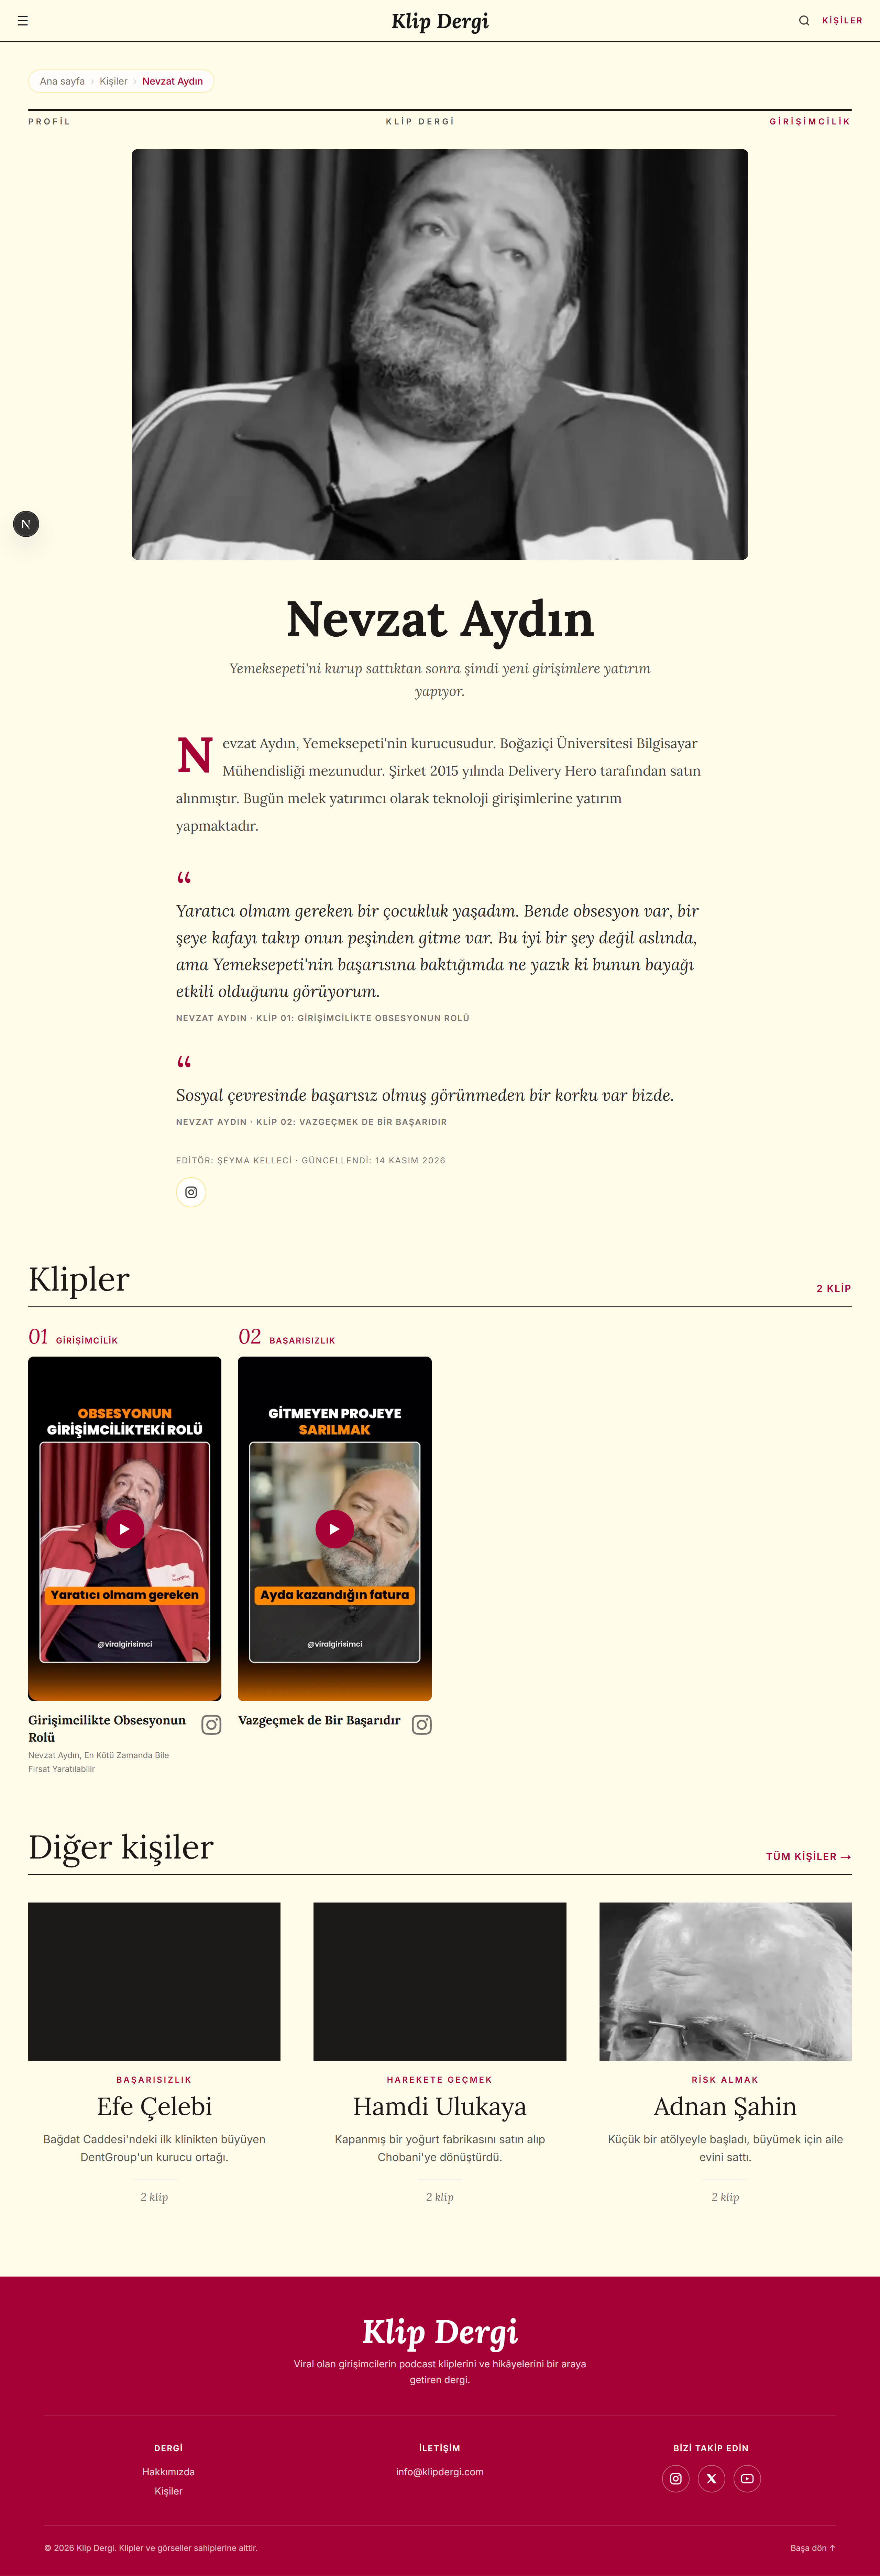 Klip Dergi
KİŞİLER
Ana sayfa › Kişiler › Nevzat Aydın
PROFİL
KLİP DERGİ
GİRİŞİMCİLİK
N
Nevzat Aydın
Yemeksepeti'ni kurup sattıktan sonra şimdi yeni girişimlere yatırım
yapıyor.
Nevzat Aydın, Yemeksepeti'nin kurucusudur. Boğaziçi Üniversitesi Bilgisayar
Mühendisliği mezunudur. Şirket 2015 yılında Delivery Hero tarafından satın
alınmıştır. Bugün melek yatırımcı olarak teknoloji girişimlerine yatırım
yapmaktadır.
“
Yaratıcı olmam gereken bir çocukluk yaşadım. Bende obsesyon var, bir
şeye kafayı takıp onun peşinden gitme var. Bu iyi bir şey değil aslında,
ama Yemeksepeti'nin başarısına baktığımda ne yazık ki bunun bayağı
etkili olduğunu görüyorum.
NEVZAT AYDIN · KLİP 01: GİRİŞİMCİLİKTE OBSESYONUN ROLÜ
“
Sosyal çevresinde başarısız olmuş görünmeden bir korku var bizde.
NEVZAT AYDIN · KLİP 02: VAZGEÇMEK DE BİR BAŞARIDIR
EDİTÖR: ŞEYMA KELLECİ · GÜNCELLENDİ: 14 KASIM 2026
Klipler
2 KLİP
01 GİRİŞİMCİLİK
OBSESYONUN
GİRİŞİMCİLİKTEKİ ROLÜ
Yaratıcı olmam gereken
@viralgirisimci
Girişimcilikte Obsesyonun
Rolü
Nevzat Aydın, En Kötü Zamanda Bile
Fırsat Yaratılabilir
02 BAŞARISIZLIK
GİTMEYEN PROJEYE
SARILMAK
Ayda kazandığın fatura
@viralgirisimci
Vazgeçmek de Bir Başarıdır
Diğer kişiler
TÜM KİŞİLER →
BAŞARISIZLIK
Efe Çelebi
Bağdat Caddesi'ndeki ilk klinikten büyüyen
DentGroup'un kurucu ortağı.
2 klip
HAREKETE GEÇMEK
Hamdi Ulukaya
Kapanmış bir yoğurt fabrikasını satın alıp
Chobani'ye dönüştürdü.
2 klip
RİSK ALMAK
Adnan Şahin
Küçük bir atölyeyle başladı, büyümek için aile
evini sattı.
2 klip
Klip Dergi
Viral olan girişimcilerin podcast kliplerini ve hikâyelerini bir araya
getiren dergi.
DERGİ
Hakkımızda
Kişiler
İLETİŞİM
info@klipdergi.com
BİZİ TAKİP EDİN
© 2026 Klip Dergi. Klipler ve görseller sahiplerine aittir.
Başa dön ↑